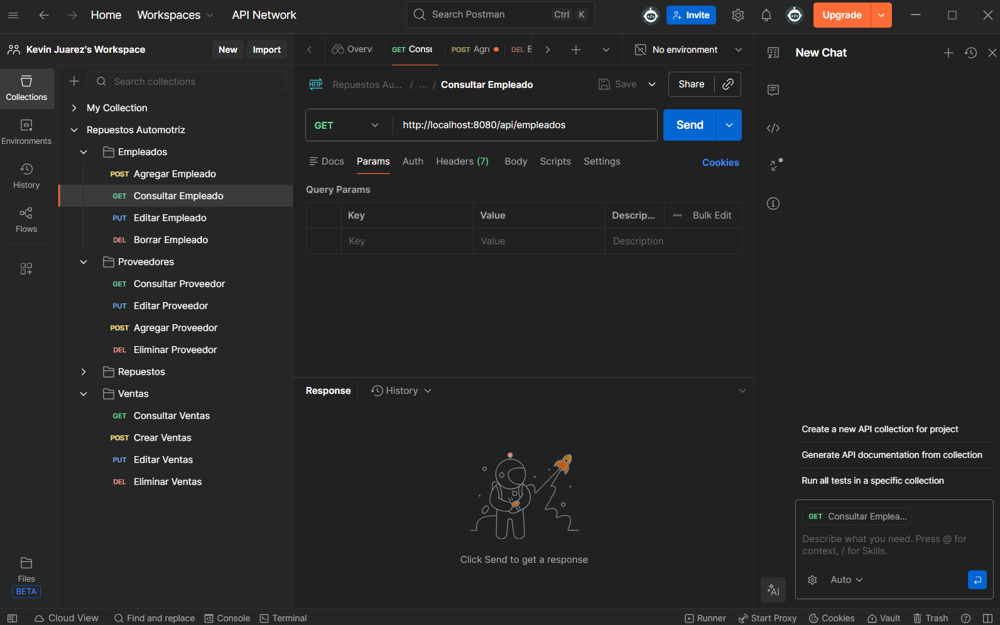 Home
Workspaces
API Network
Search Postman
Ctrl K
Invite
Upgrade
Kevin Juarez's Workspace
New
Import
Overvi
GET Consu
POST Agre
DEL
No environment
New Chat
Collections
Environments
History
Flows
Files
BETA
Search collections
My Collection
Repuestos Automotriz
Empleados
POST Agregar Empleado
GET Consultar Empleado
PUT Editar Empleado
DEL Borrar Empleado
Proveedores
GET Consultar Proveedor
PUT Editar Proveedor
POST Agregar Proveedor
DEL Eliminar Proveedor
Repuestos
Ventas
GET Consultar Ventas
POST Crear Ventas
PUT Editar Ventas
DEL Eliminar Ventas
HTTP Repuestos Au... / ... / Consultar Empleado
Save
Share
GET http://localhost:8080/api/empleados
Send
Docs Params Auth Headers (7) Body Scripts Settings
Cookies
Query Params
Key Value Descrip... Bulk Edit
Key Value Description
Response
History
Click Send to get a response
Create a new API collection for project
Generate API documentation from collection
Run all tests in a specific collection
GET Consultar Emplea...
Describe what you need. Press @ for
context, / for Skills.
Auto
AI
Cloud View
Find and replace
Console
Terminal
Runner
Start Proxy
Cookies
Vault
Trash